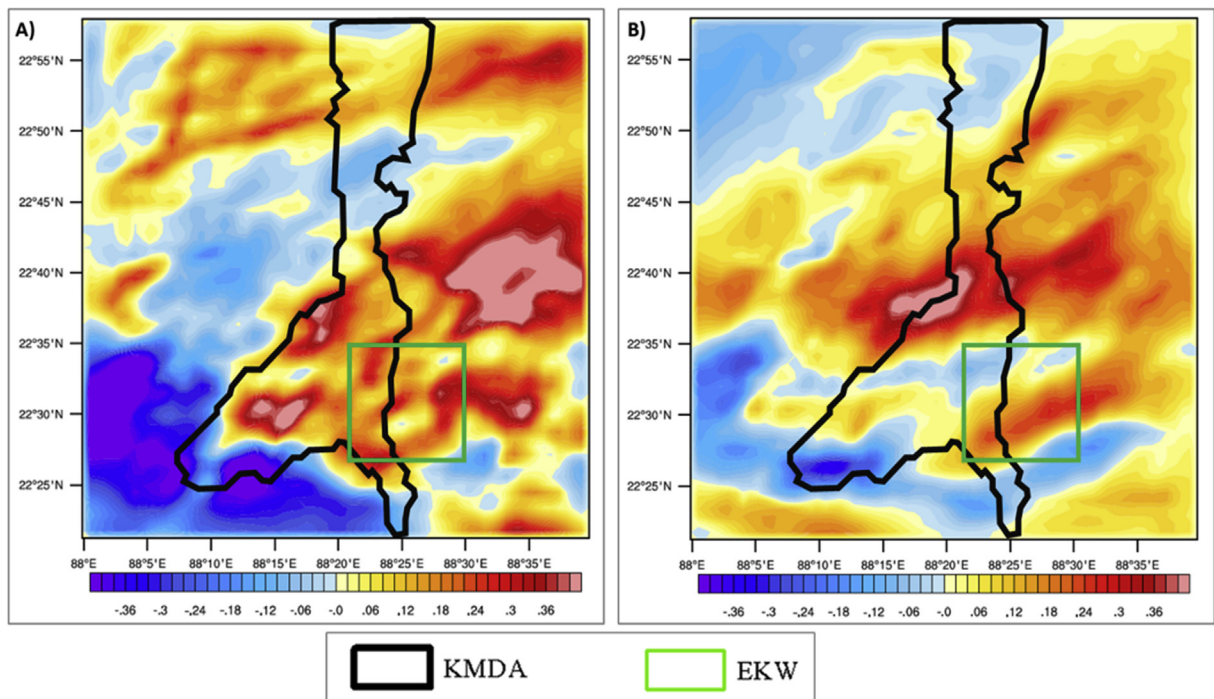 A)
B)
22°55'N
22°50'N
22°45'N
22°40'N
22°35'N
22°30'N
22°25'N
88°E
88°5'E
88°10'E
88°15'E
88°20'E
88°25'E
88°30'E
88°35'E
-.36 -.3 -.24 -.18 -.12 -.06 -.0 .06 .12 .18 .24 .3 .36
22°55'N
22°50'N
22°45'N
22°40'N
22°35'N
22°30'N
22°25'N
88°E
88°5'E
88°10'E
88°15'E
88°20'E
88°25'E
88°30'E
88°35'E
-.36 -.3 -.24 -.18 -.12 -.06 -.0 .06 .12 .18 .24 .3 .36
KMDA
EKW